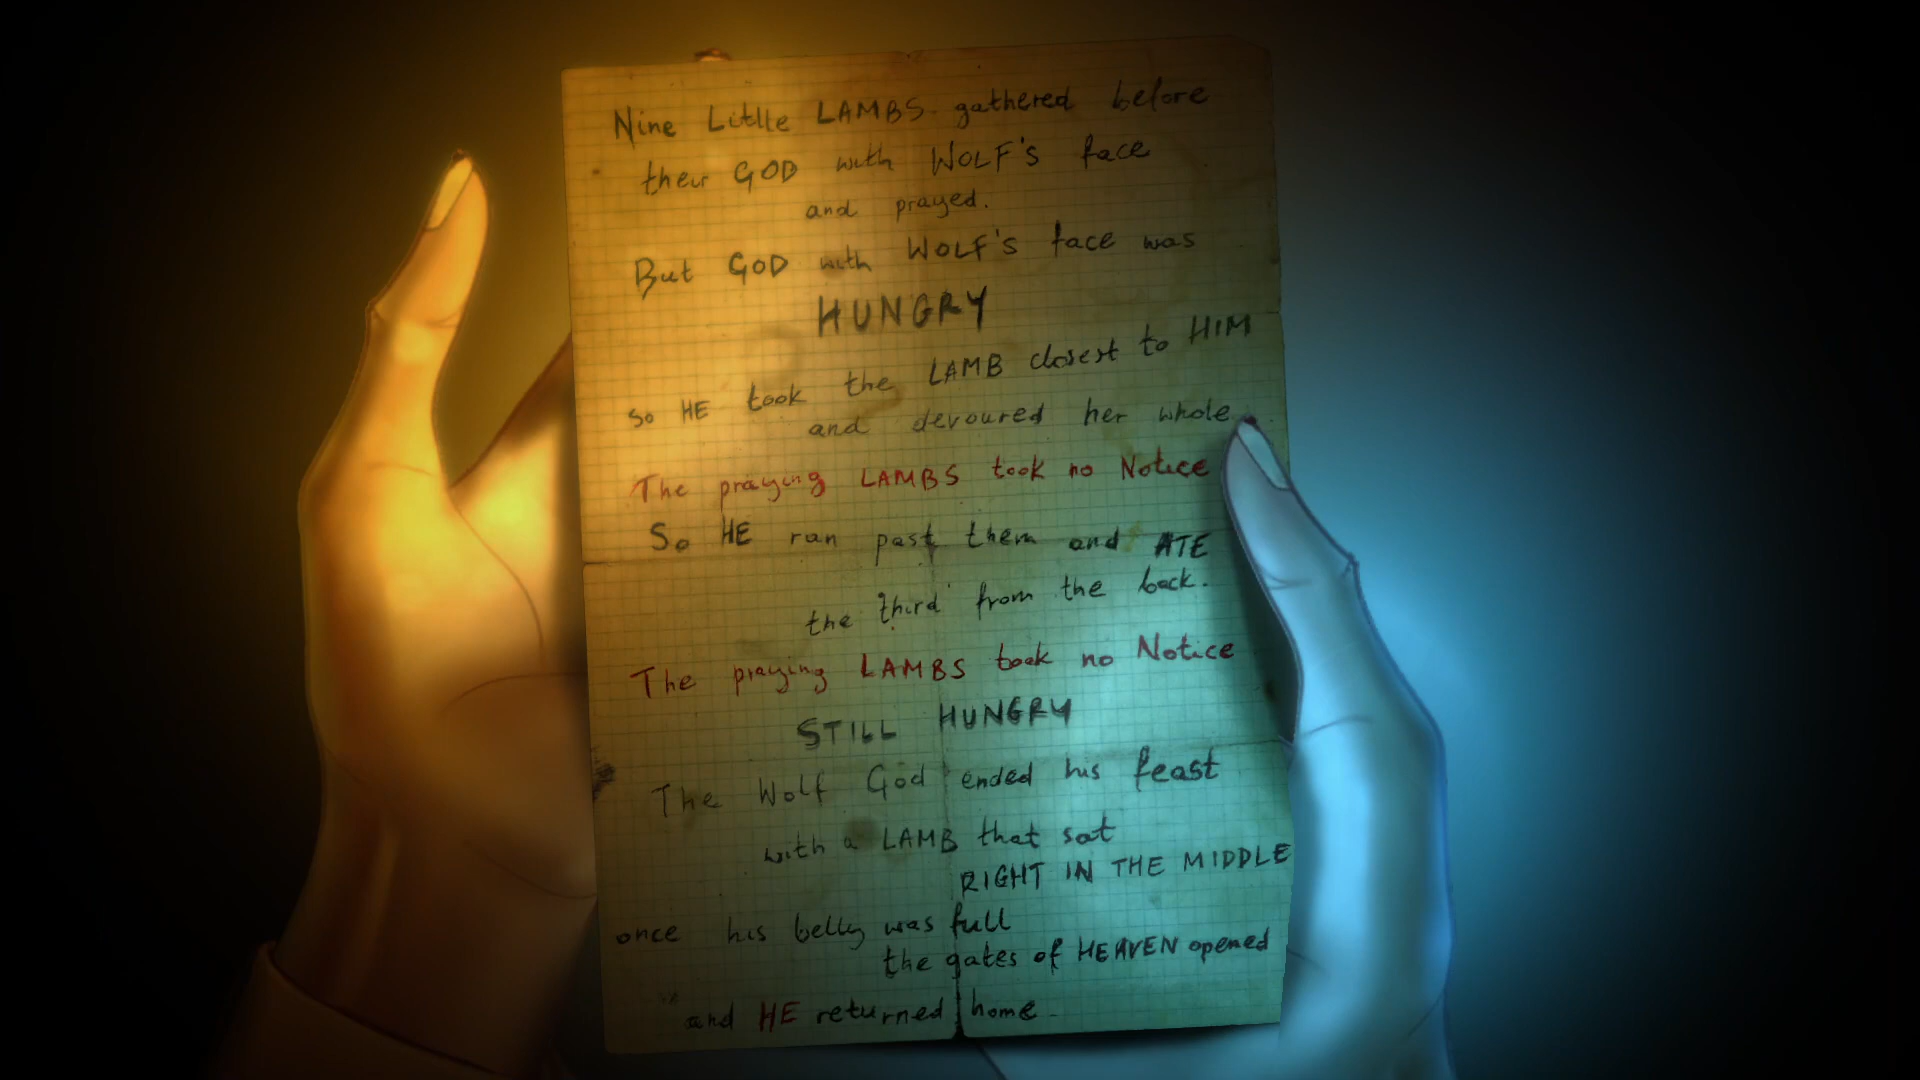 Nine Litlle LAMBS gathered before
their GOD with WOLF'S face
and prayed.
But GOD with WOLF'S face was
HUNGRY
so HE took the LAMB closest to HIM
and devoured her whole
The praying LAMBS took no Notice
So HE ran past them and ATE
the third from the back.
The praying LAMBS took no Notice
STILL HUNGRY
The Wolf God ended his feast
with a LAMB that sat
RIGHT IN THE MIDDLE
once his belly was full
the gates of HEAVEN opened
and HE returned home